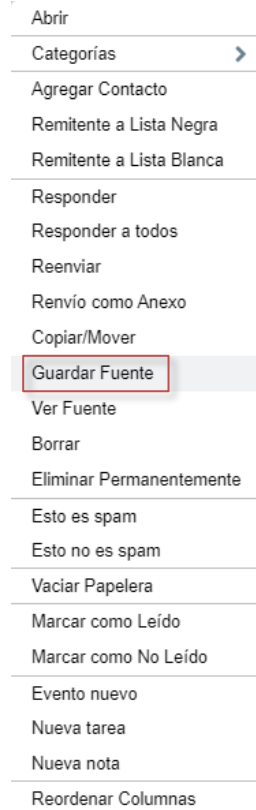 Abrir
Categorías
Agregar Contacto
Remitente a Lista Negra
Remitente a Lista Blanca
Responder
Responder a todos
Reenviar
Renvío como Anexo
Copiar/Mover
Guardar Fuente
Ver Fuente
Borrar
Eliminar Permanentemente
Esto es spam
Esto no es spam
Vaciar Papelera
Marcar como Leído
Marcar como No Leído
Evento nuevo
Nueva tarea
Nueva nota
Reordenar Columnas